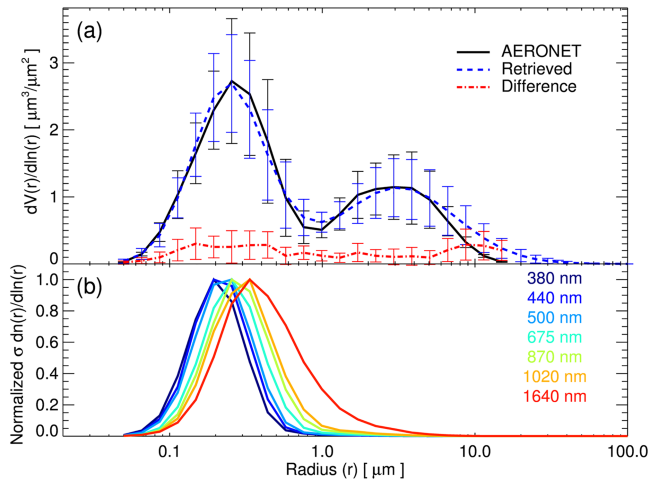 (a)
AERONET
Retrieved
Difference
dV(r)/dln(r) [ μm³/μm² ]
3
2
1
0
(b)
380 nm
440 nm
500 nm
675 nm
870 nm
1020 nm
1640 nm
Normalized σ dn(r)/dln(r)
1.0
0.8
0.6
0.4
0.2
0.0
0.1 1.0 10.0 100.0
Radius (r) [ μm]